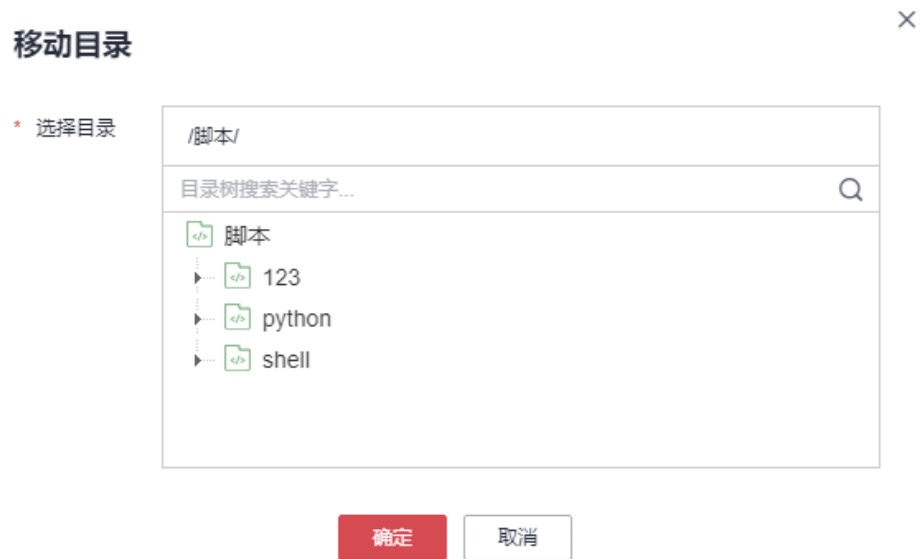 移动目录
* 选择目录
/脚本/
目录树搜索关键字...
脚本
123
python
shell
确定
取消